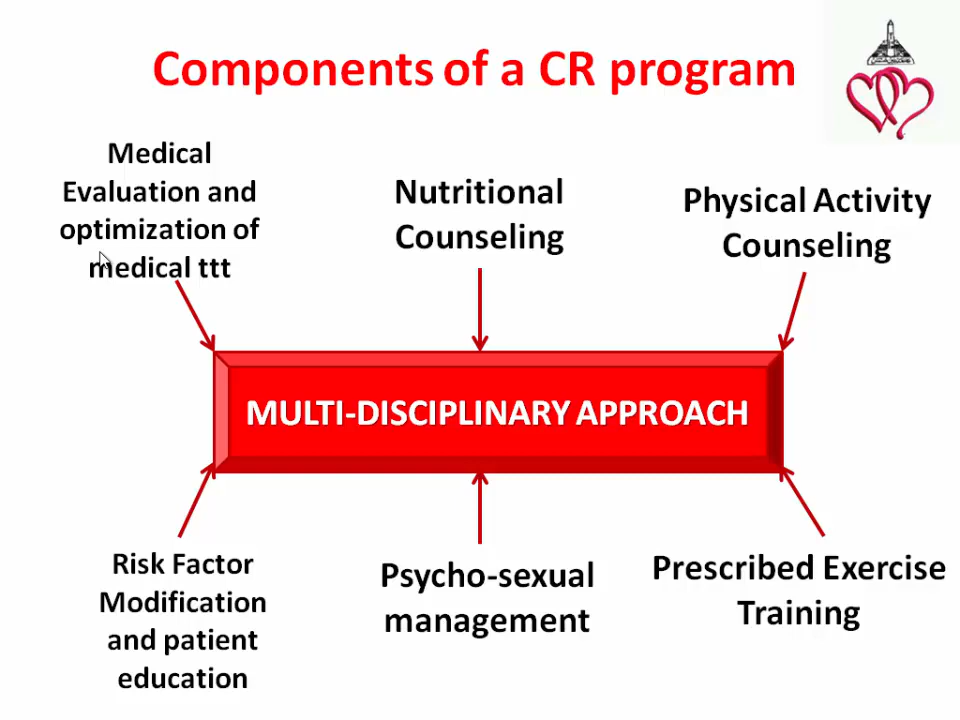 Components of a CR program
Medical
Evaluation and
optimization of
medical ttt
Nutritional
Counseling
Physical Activity
Counseling
MULTI-DISCIPLINARY APPROACH
Risk Factor
Modification
and patient
education
Psycho-sexual
management
Prescribed Exercise
Training